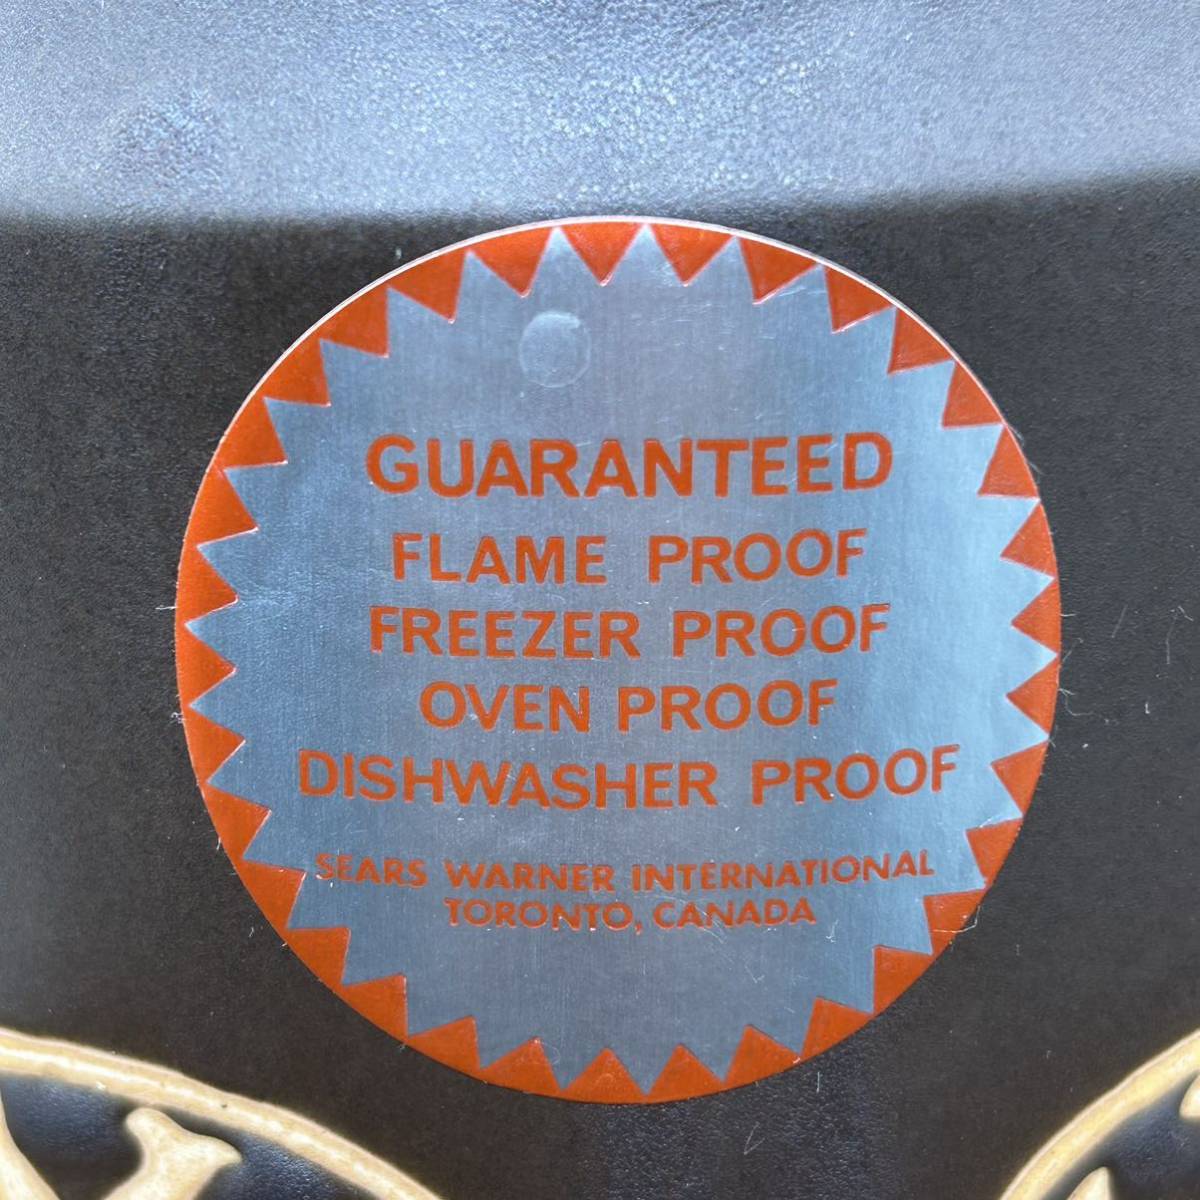 GUARANTEED
FLAME PROOF
FREEZER PROOF
OVEN PROOF
DISHWASHER PROOF
SEARS WARNER INTERNATIONAL
TORONTO, CANADA